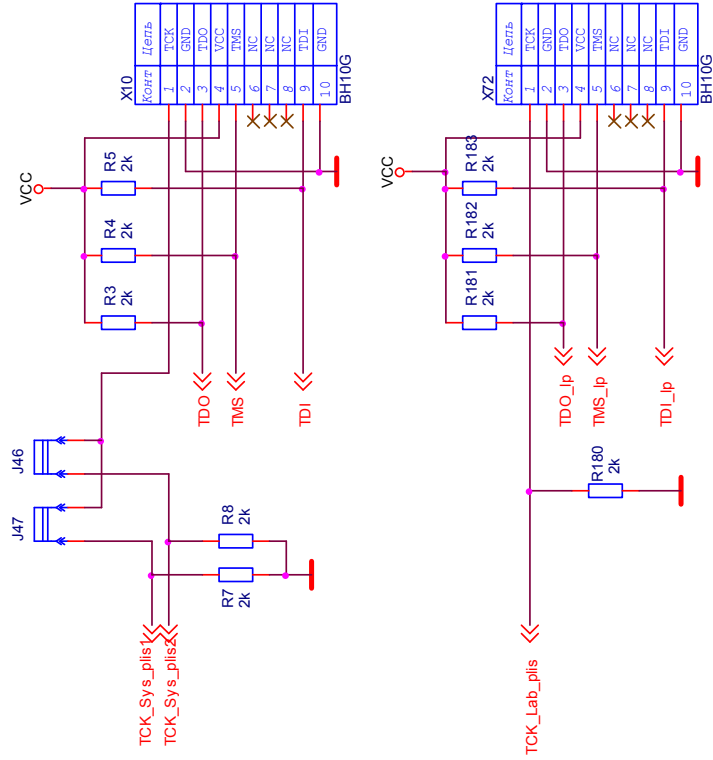 X10
Конт Цепь
1 TCK
2 GND
3 TDO
4 VCC
5 TMS
6 NC
7 NC
8 NC
9 TDI
10 GND
BH10G
VCC
R5
2k
R4
2k
R3
2k
TDO
TMS
TDI
J46
J47
R8
2k
R7
2k
TCK_Sys_plis1
TCK_Sys_plis2
X72
Конт Цепь
1 TCK
2 GND
3 TDO
4 VCC
5 TMS
6 NC
7 NC
8 NC
9 TDI
10 GND
BH10G
VCC
R183
2k
R182
2k
R181
2k
TDO_lp
TMS_lp
TDI_lp
R180
2k
TCK_Lab_plis